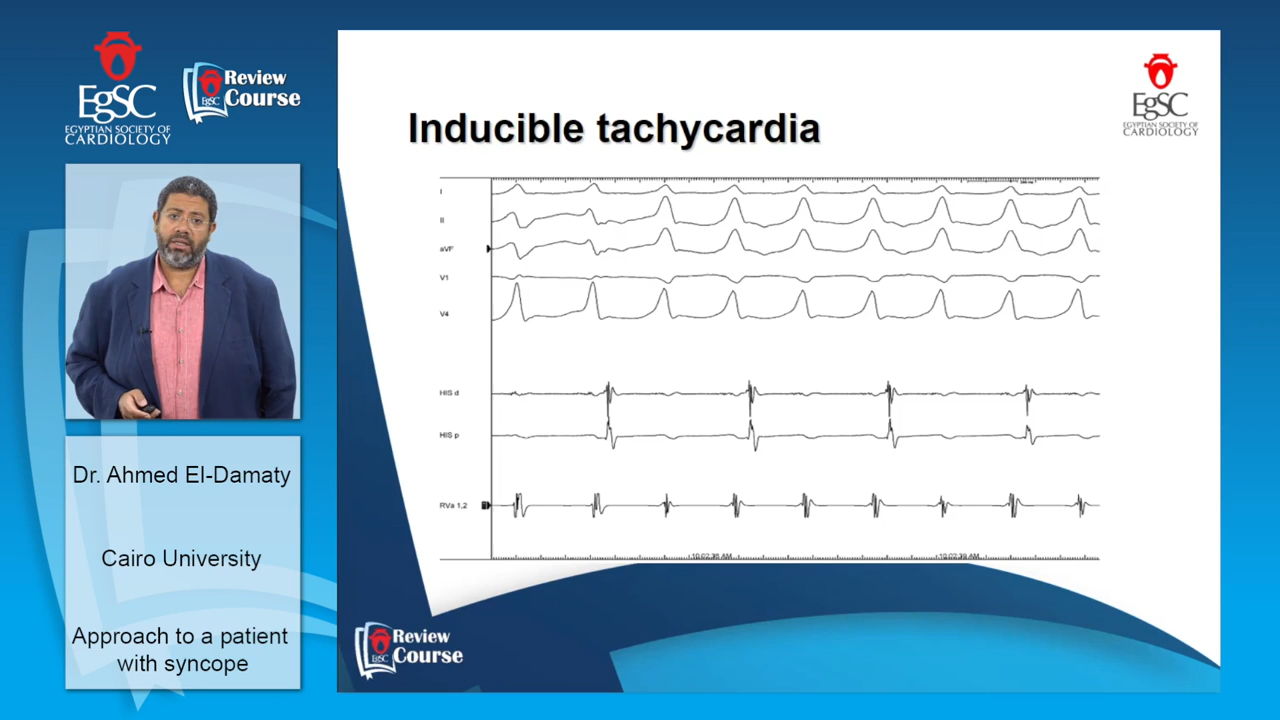 EgSC
EGYPTIAN SOCIETY OF
CARDIOLOGY
EgSC
Review
Course
Dr. Ahmed El-Damaty
Cairo University
Approach to a patient
with syncope
EgSC
EGYPTIAN SOCIETY OF
CARDIOLOGY
Inducible tachycardia
I
II
aVF
V1
V4
HIS d
HIS p
RVa 1,2
EgSC
Review
Course